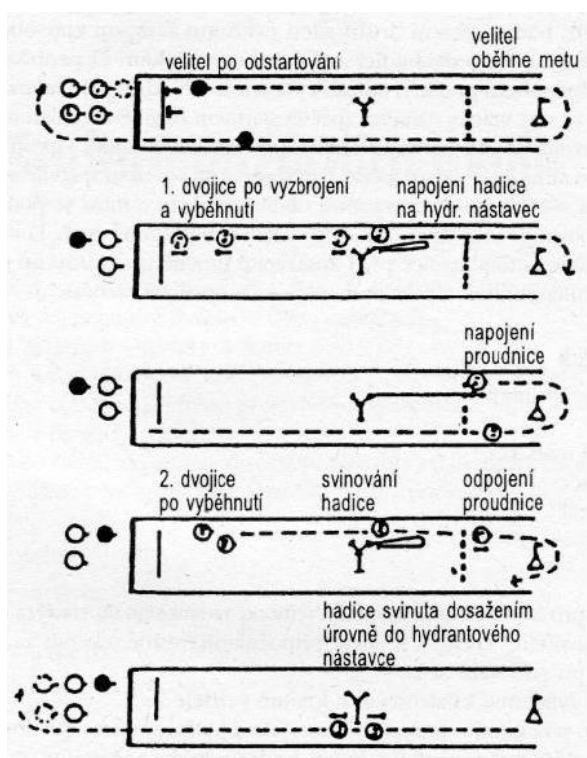 velitel po odstartování
velitel
oběhne metu
1. dvojice po vyzbrojení
a vyběhnutí
napojení hadice
na hydr. nástavec
napojení
proudnice
2. dvojice
po vyběhnutí
svinování
hadice
odpojení
proudnice
hadice svinuta dosažením
úrovně do hydrantového
nástavce